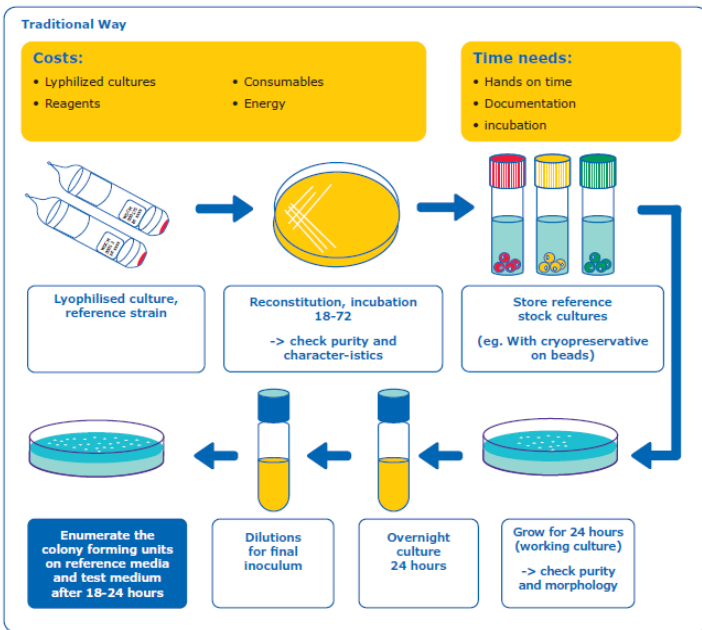 Traditional Way
Costs:
• Lyphilized cultures
• Reagents
• Consumables
• Energy
Time needs:
• Hands on time
• Documentation
• incubation
Lyophilised culture,
reference strain
Reconstitution, incubation
18-72
-> check purity and
character-istics
Store reference
stock cultures
(eg. With cryopreservative
on beads)
Enumerate the
colony forming units
on reference media
and test medium
after 18-24 hours
Dilutions
for final
inoculum
Overnight
culture
24 hours
Grow for 24 hours
(working culture)
-> check purity
and morphology